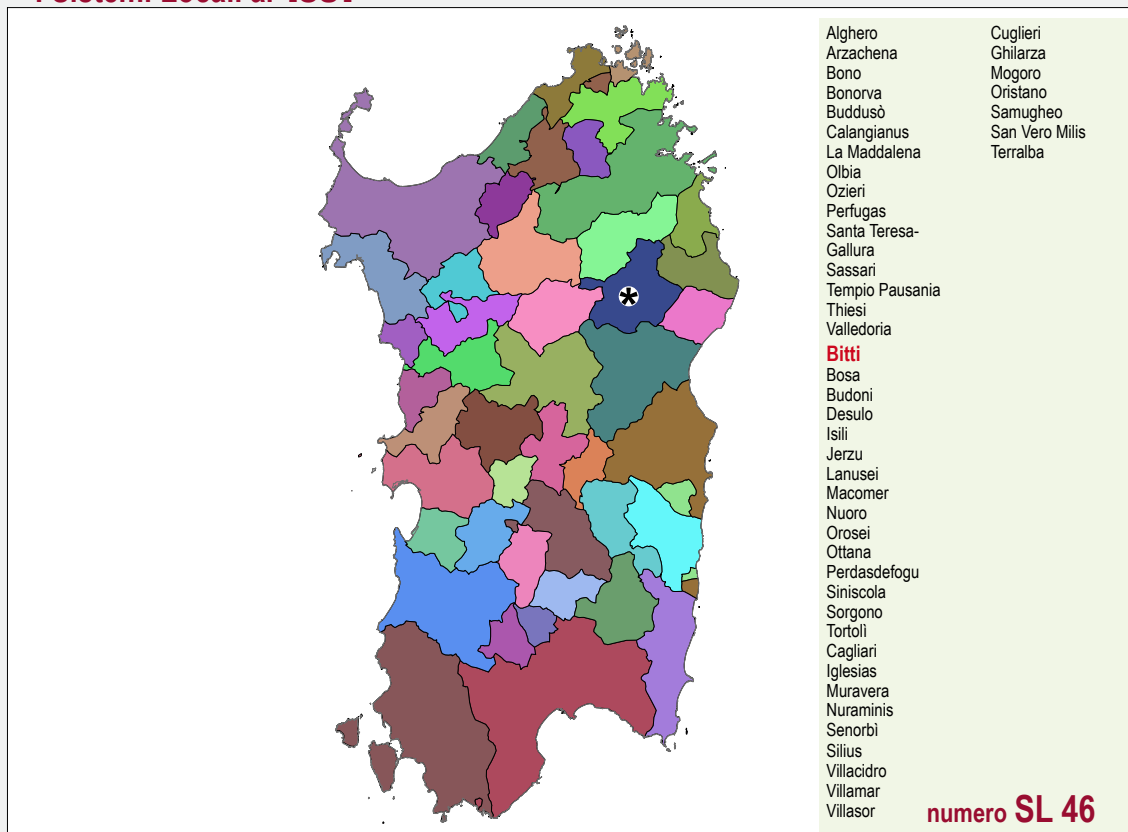 Alghero
Arzachena
Bono
Bonorva
Buddusò
Calangianus
La Maddalena
Olbia
Ozieri
Perfugas
Santa Teresa-
Gallura
Sassari
Tempio Pausania
Thiesi
Valledoria
Bitti
Bosa
Budoni
Desulo
Isili
Jerzu
Lanusei
Macomer
Nuoro
Orosei
Ottana
Perdasdefogu
Siniscola
Sorgono
Tortolì
Cagliari
Iglesias
Muravera
Nuraminis
Senorbì
Silius
Villacidro
Villamar
Villasor
Cuglieri
Ghilarza
Mogoro
Oristano
Samugheo
San Vero Milis
Terralba
numero SL 46